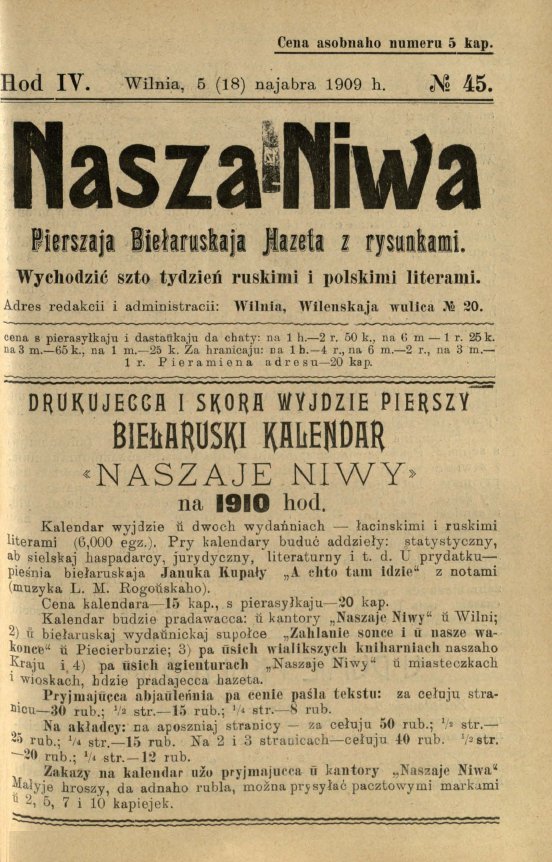 Cena asobnaho numeru 5 kap.
Hod IV. Wilnia, 5 (18) najabra 1909 h. № 45.
Nasza Niwa
Pierszaja Biełaruskaja Hazeta z rysunkami.
Wychodzić szto tydzień ruskimi i polskimi literami.
Adres redakcii i administracii: Wilnia, Wilenskaja wulica № 20.
cena s pierasyłkaju i dastaŭkaju da chaty: na 1 h.—2 r. 50 k., na 6 m — 1 r. 25 k.
na 3 m.—65 k., na 1 m.—25 k. Za hranicaju: na 1 h.—4 r., na 6 m.—2 r., na 3 m.—
1 r. Pieramiena adresu—20 kap.
DRUKUJECCA I SKORA WYJDZIE PIERSZY
BIEŁARUSKI KALENDAR
«NASZAJE NIWY»
na 1910 hod.
Kalendar wyjdzie ŭ dwoch wydańniach — łacinskimi i ruskimi
literami (6,000 egz.). Pry kalendary buduć addzieły: statystyczny,
ab sielskaj haspadarce, jurydyczny, literaturny i t. d. U prydatku—
pieśnia biełaruskaja Januka Kupały „A chto tam idzie" z notami
(muzyka L. M. Rogoŭskaho).
Cena kalendara—15 kap., s pierasyłkaju—20 kap.
Kalendar budzie pradawacca: ŭ kantory „Naszaje Niwy" ŭ Wilni;
2) ŭ biełaruskaj wydaŭnickaj supołce „Zahlanie sonce i ŭ nasze wa-
konce" ŭ Piecierburzie; 3) pa ŭsich wialikszych kniharniach naszaho
Kraju i 4) pa ŭsich agienturach „Naszaje Niwy" ŭ miasteczkach
i wioskach, hdzie pradajecca hazeta.
Pryjmajucca abjaŭleńnia pa cenie paśla tekstu: za cełuju stra-
nicu—30 rub.; ½ str.—15 rub.; ¼ str.—8 rub.
Na akładcy: na aposzniaj stranicy — za cełuju 50 rub.; ½ str.—
25 rub.; ¼ str.—15 rub. Na 2 i 3 stranicach—cełuju 40 rub. ½ str.
—20 rub.; ¼ str.—12 rub.
Zakazy na kalendar užo pryjmajucca ŭ kantory „Naszaje Niwa"
Małyje hroszy, da adnaho rubla, možna prysyłać pacztowymi markami
ŭ 2, 5, 7 i 10 kapiejek.